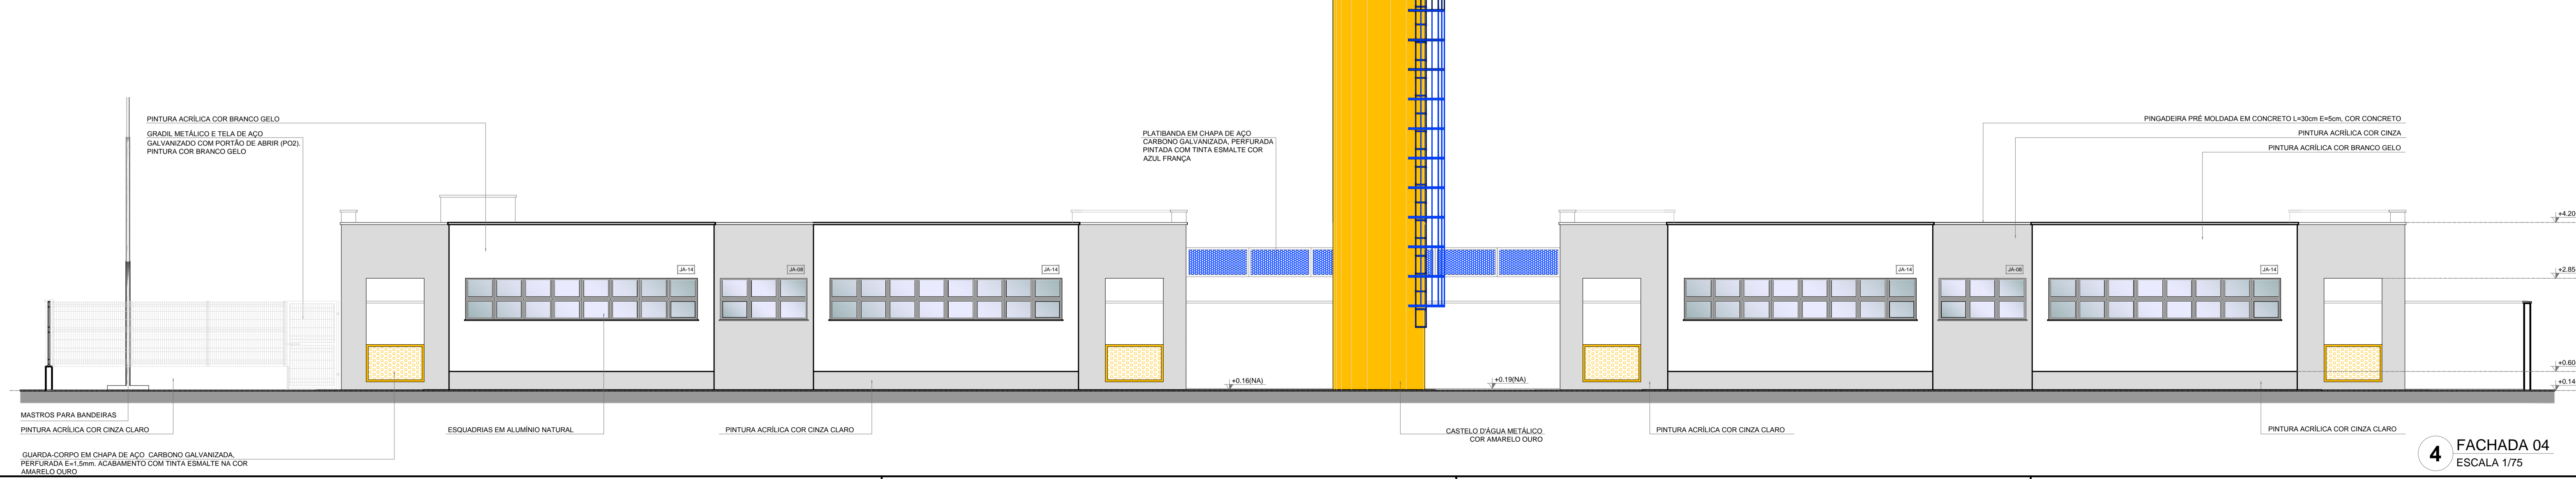 PINTURA ACRÍLICA COR BRANCO GELO
GRADIL METÁLICO E TELA DE AÇO
GALVANIZADO COM PORTÃO DE ABRIR (PO2).
PINTURA COR BRANCO GELO
PLATIBANDA EM CHAPA DE AÇO
CARBONO GALVANIZADA, PERFURADA
PINTADA COM TINTA ESMALTE COR
AZUL FRANÇA
PINGADEIRA PRÉ MOLDADA EM CONCRETO L=30cm E=5cm, COR CONCRETO
PINTURA ACRÍLICA COR CINZA
PINTURA ACRÍLICA COR BRANCO GELO
+4.20
JA-14
JA-08
JA-14
JA-14
JA-08
JA-14
+2.85
+0.60
+0.16(NA)
+0.19(NA)
+0.14
MASTROS PARA BANDEIRAS
PINTURA ACRÍLICA COR CINZA CLARO
GUARDA-CORPO EM CHAPA DE AÇO CARBONO GALVANIZADA,
PERFURADA E=1,5mm. ACABAMENTO COM TINTA ESMALTE NA COR
AMARELO OURO
ESQUADRIAS EM ALUMÍNIO NATURAL
PINTURA ACRÍLICA COR CINZA CLARO
CASTELO D'ÁGUA METÁLICO
COR AMARELO OURO
PINTURA ACRÍLICA COR CINZA CLARO
PINTURA ACRÍLICA COR CINZA CLARO
4
FACHADA 04
ESCALA 1/75